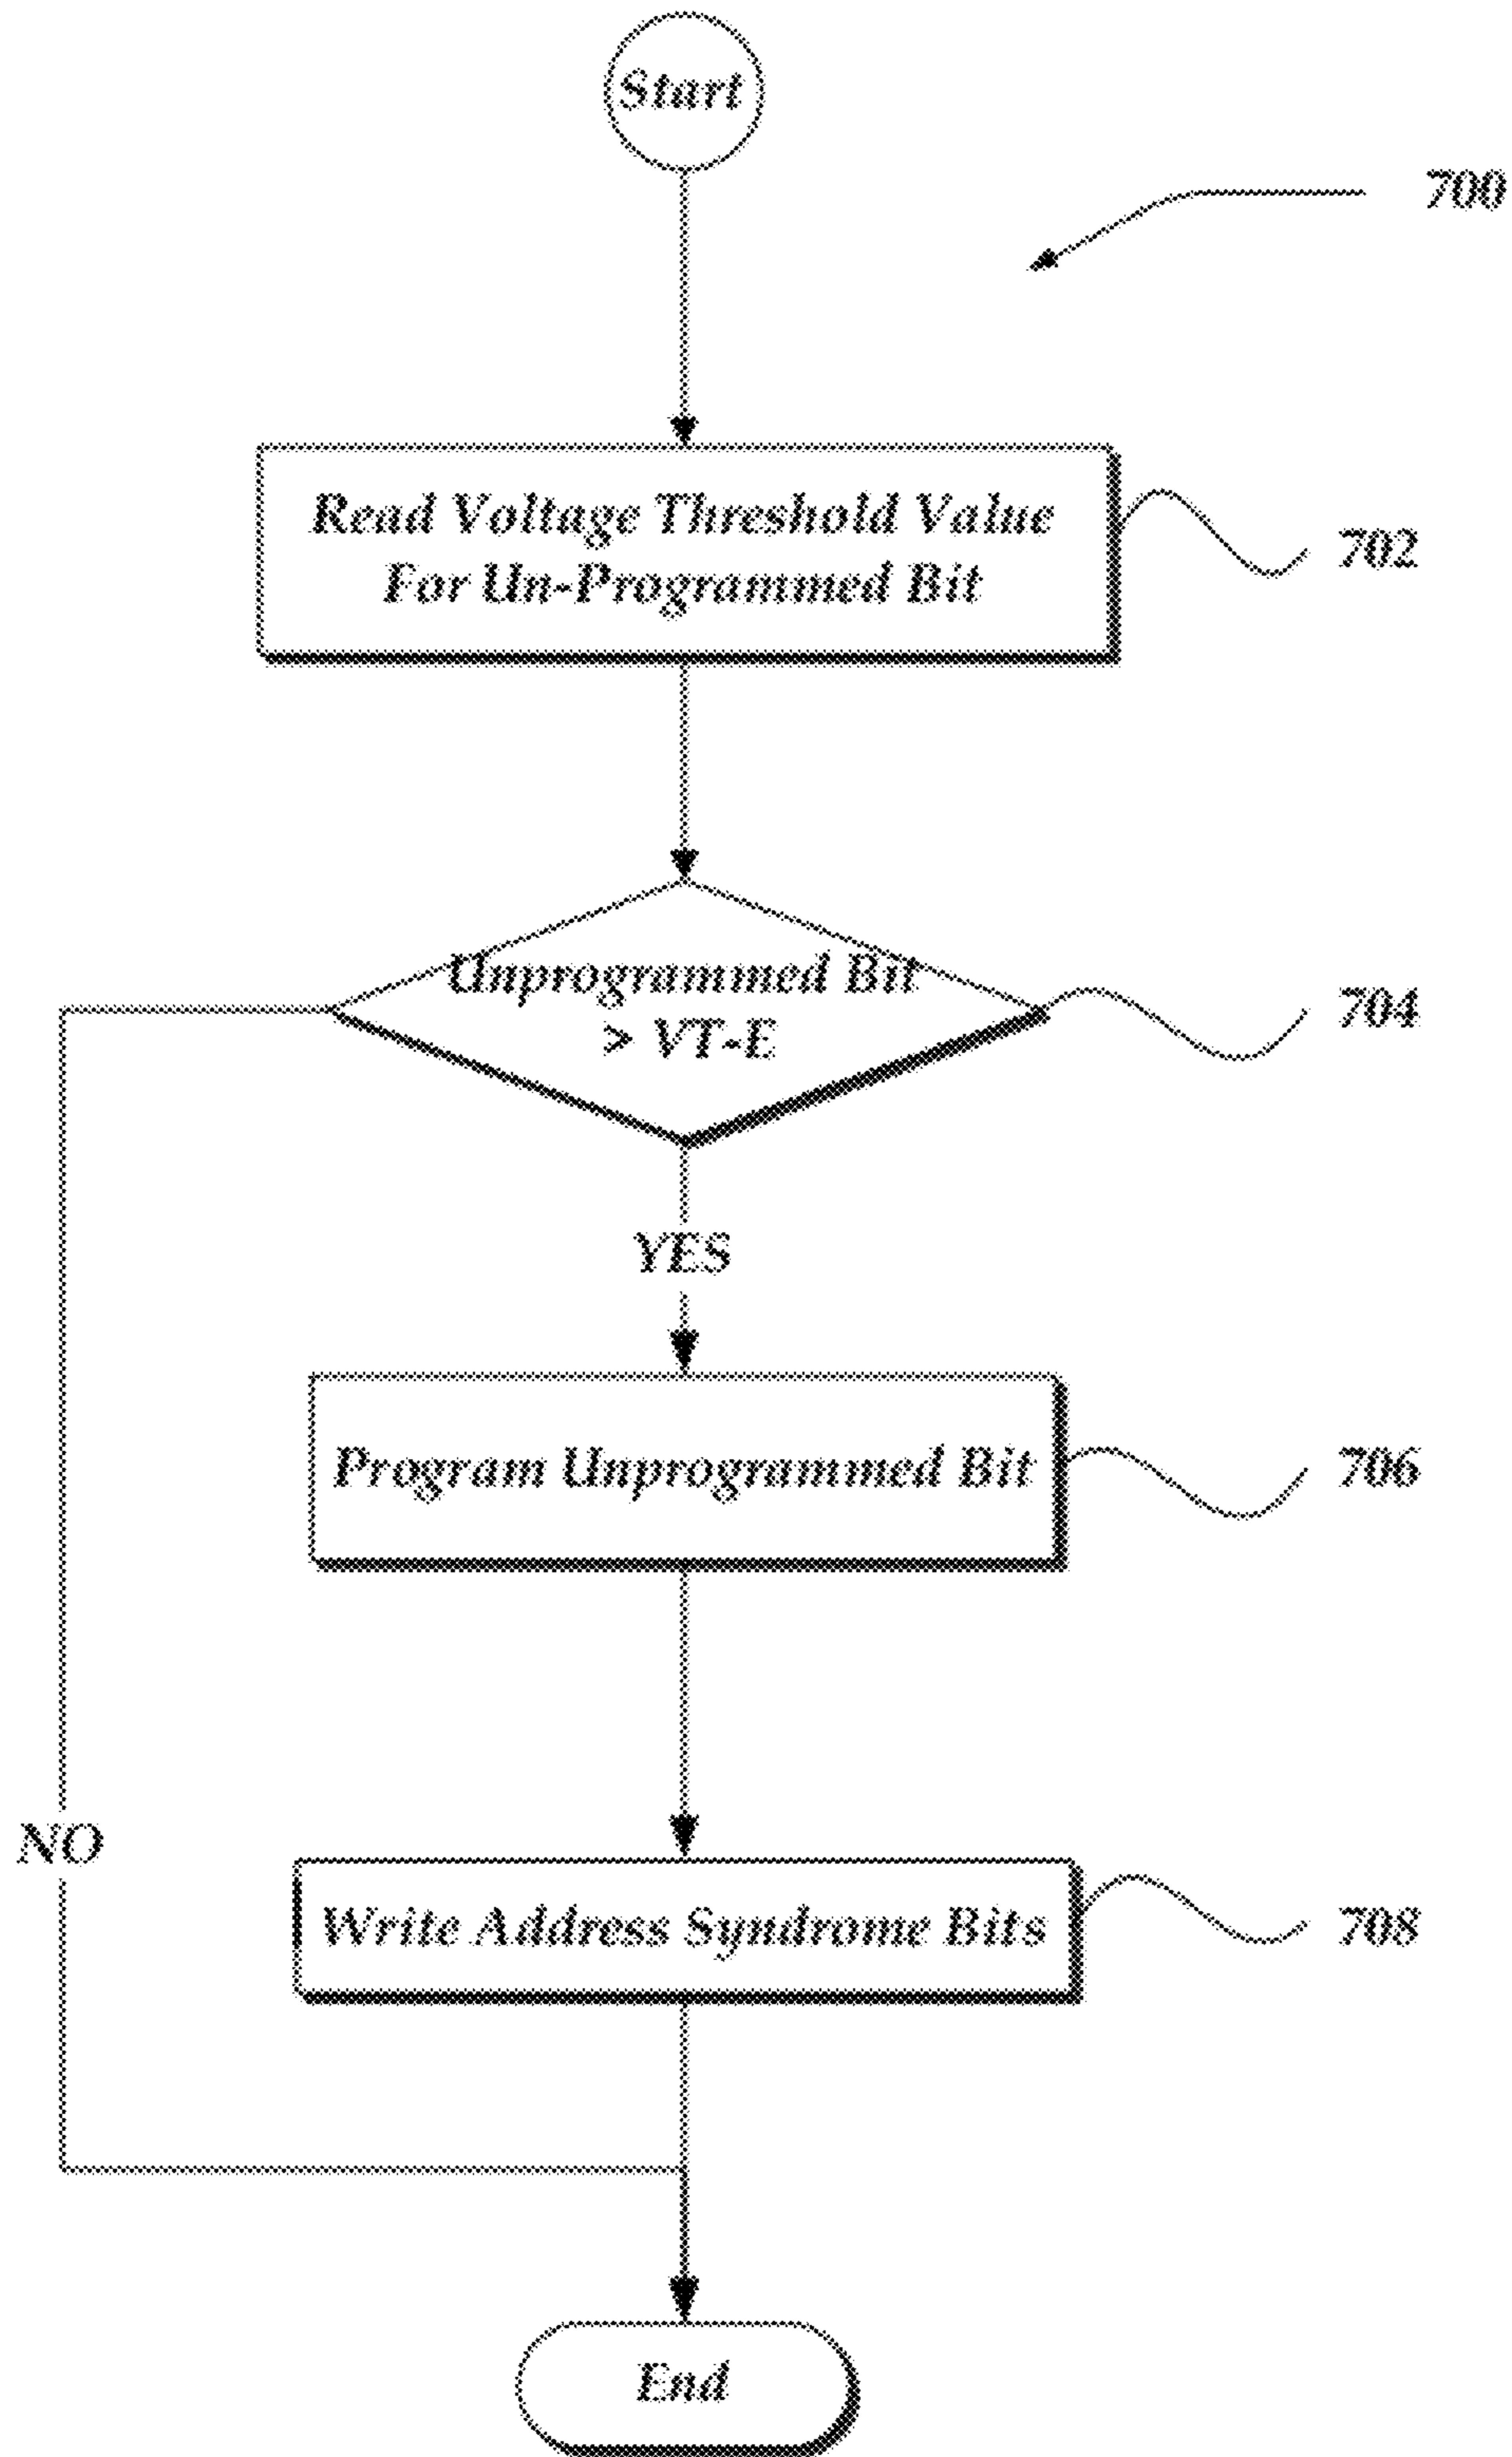 Start
700
Read Voltage Threshold Value
For Un-Programmed Bit
702
Unprogrammed Bit
> VT-E
704
YES
Program Unprogrammed Bit
706
NO
Write Address Syndrome Bits
708
End